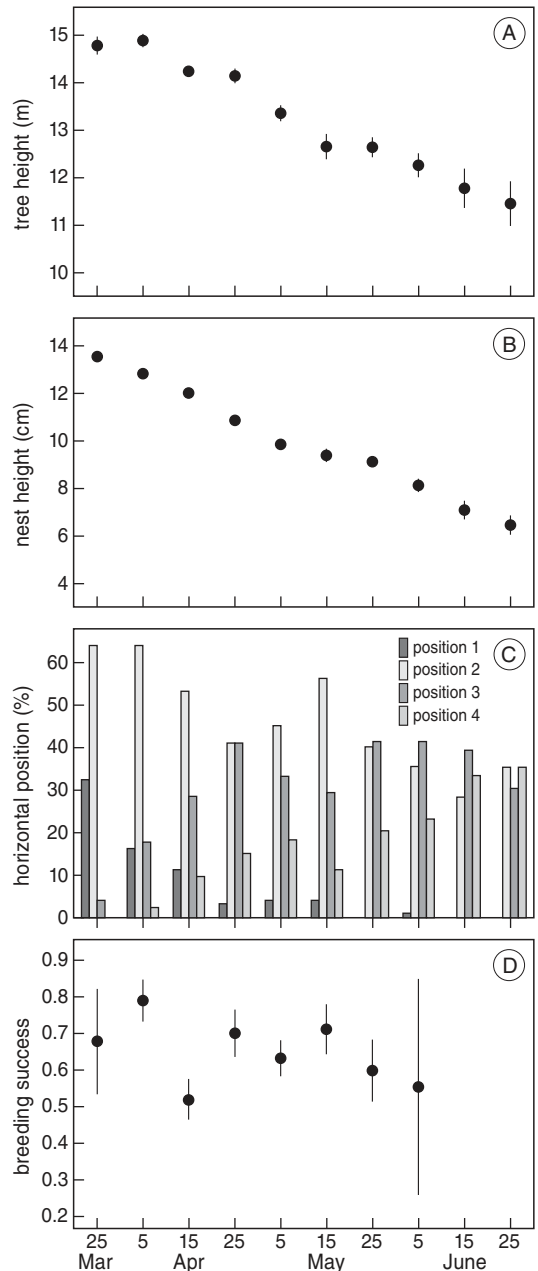 A
15
14
13
12
11
10
tree height (m)
B
14
12
10
8
6
4
nest height (cm)
C
position 1
position 2
position 3
position 4
60
50
40
30
20
10
0
horizontal position (%)
D
0.9
0.8
0.7
0.6
0.5
0.4
0.3
0.2
breeding success
25 5 15 25 5 15 25 5 15 25
Mar Apr May June